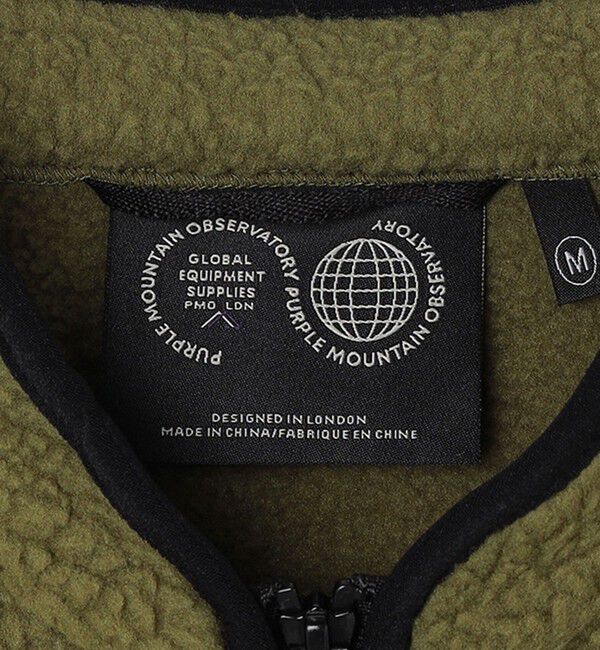 PURPLE MOUNTAIN OBSERVATORY PURPLE MOUNTAIN OBSERVATORY
GLOBAL
EQUIPMENT
SUPPLIES
PMO LDN
M
DESIGNED IN LONDON
MADE IN CHINA/FABRIQUE EN CHINE